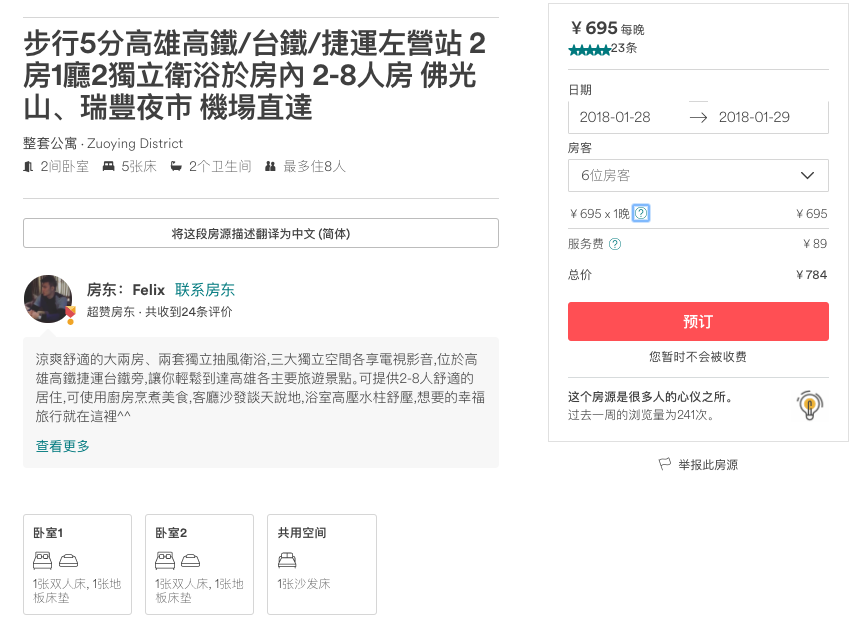 步行5分高雄高鐵/台鐵/捷運左營站 2
房1廳2獨立衛浴於房內 2-8人房 佛光
山、瑞豐夜市 機場直達
整套公寓 · Zuoying District
2间卧室 5张床 2个卫生间 最多住8人
将这段房源描述翻译为中文 (简体)
房东：Felix 联系房东
超赞房东 · 共收到24条评价
涼爽舒適的大兩房、兩套獨立抽風衛浴,三大獨立空間各享電視影音,位於高
雄高鐵捷運台鐵旁,讓你輕鬆到達高雄各主要旅遊景點。可提供2-8人舒適的
居住,可使用廚房烹煮美食,客廳沙發談天說地,浴室高壓水柱舒壓,想要的幸福
旅行就在這裡^^
查看更多
卧室1
1张双人床, 1张地
板床垫
卧室2
1张双人床, 1张地
板床垫
共用空间
1张沙发床
￥695 每晚
23条
日期
2018-01-28 → 2018-01-29
房客
6位房客
￥695 x 1晚 ? ￥695
服务费 ? ￥89
总价 ￥784
预订
您暂时不会被收费
这个房源是很多人的心仪之所。
过去一周的浏览量为241次。
举报此房源